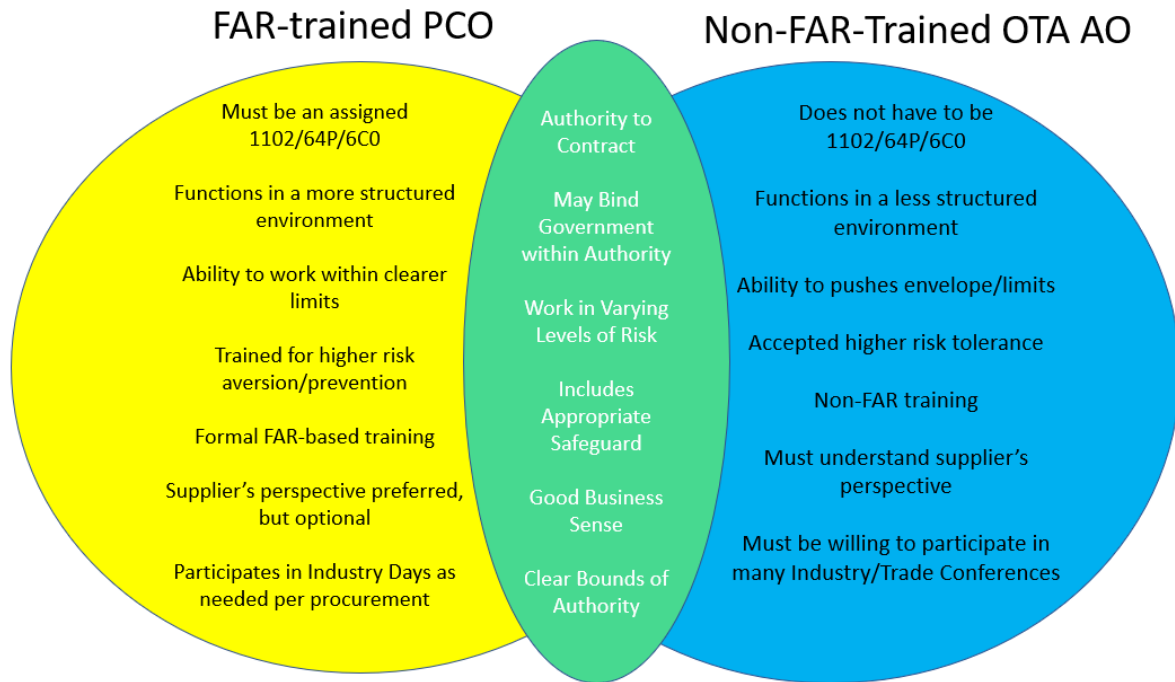 FAR-trained PCO
Non-FAR-Trained OTA AO
Must be an assigned
1102/64P/6C0
Functions in a more structured
environment
Ability to work within clearer
limits
Trained for higher risk
aversion/prevention
Formal FAR-based training
Supplier’s perspective preferred,
but optional
Participates in Industry Days as
needed per procurement
Authority to
Contract
May Bind
Government
within Authority
Work in Varying
Levels of Risk
Includes
Appropriate
Safeguard
Good Business
Sense
Clear Bounds of
Authority
Does not have to be
1102/64P/6C0
Functions in a less structured
environment
Ability to pushes envelope/limits
Accepted higher risk tolerance
Non-FAR training
Must understand supplier’s
perspective
Must be willing to participate in
many Industry/Trade Conferences